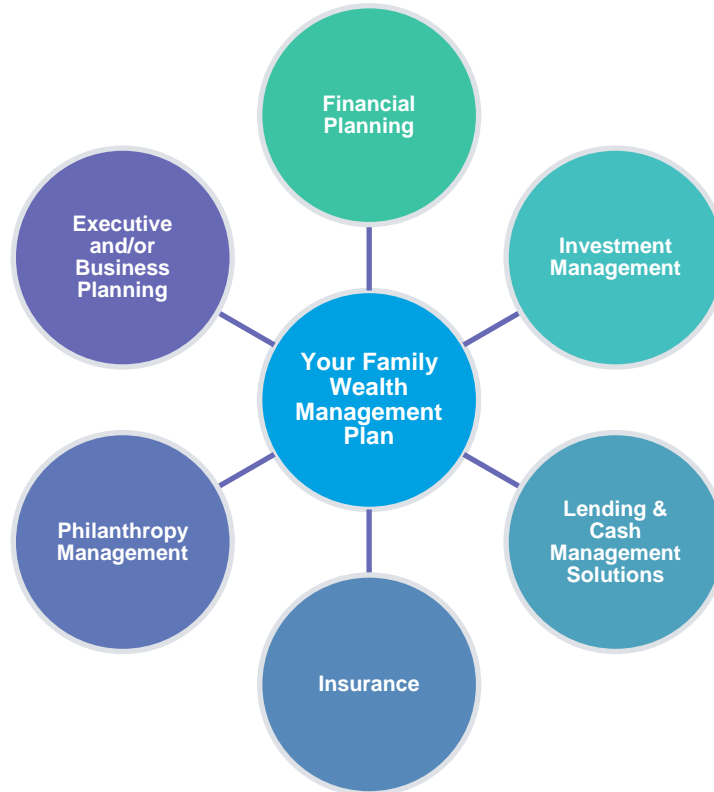 Financial
Planning
Executive
and/or
Business
Planning
Investment
Management
Your Family
Wealth
Management
Plan
Philanthropy
Management
Lending &
Cash
Management
Solutions
Insurance